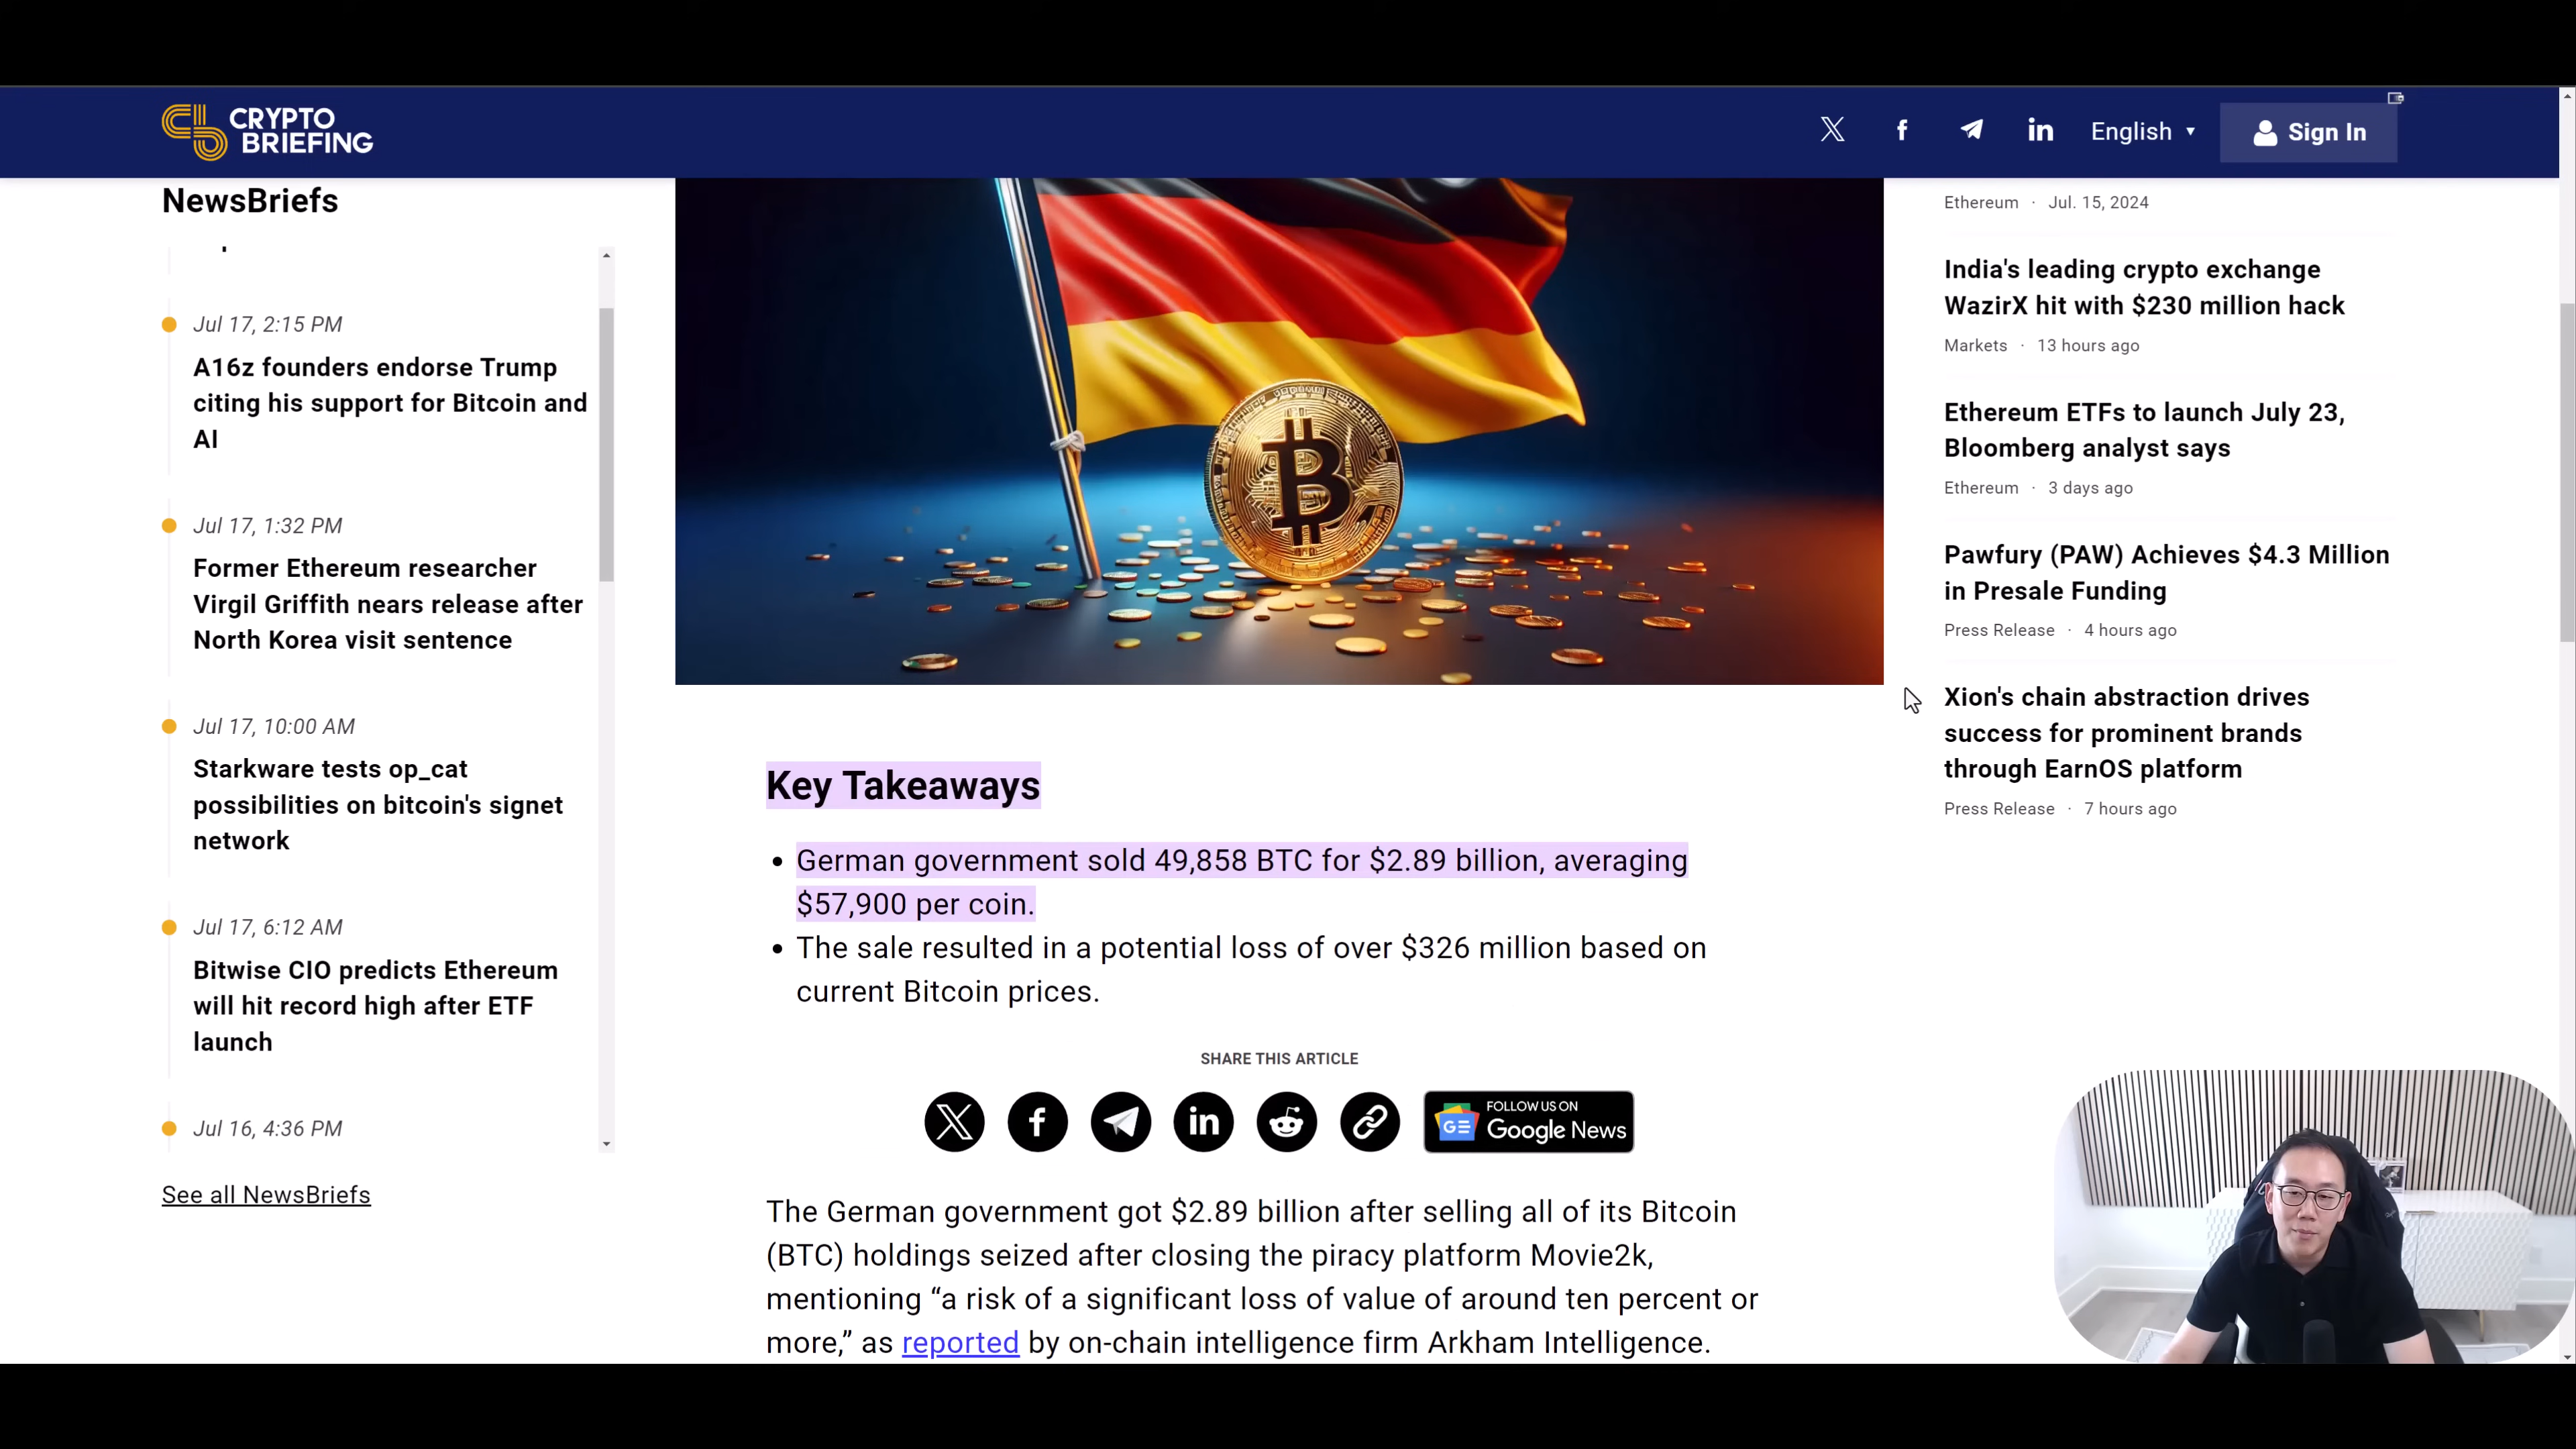 CRYPTO
BRIEFING
English
Sign In
NewsBriefs
Jul 17, 2:15 PM
A16z founders endorse Trump
citing his support for Bitcoin and
AI
Jul 17, 1:32 PM
Former Ethereum researcher
Virgil Griffith nears release after
North Korea visit sentence
Jul 17, 10:00 AM
Starkware tests op_cat
possibilities on bitcoin's signet
network
Jul 17, 6:12 AM
Bitwise CIO predicts Ethereum
will hit record high after ETF
launch
Jul 16, 4:36 PM
See all NewsBriefs
Key Takeaways
• German government sold 49,858 BTC for $2.89 billion, averaging
$57,900 per coin.
• The sale resulted in a potential loss of over $326 million based on
current Bitcoin prices.
SHARE THIS ARTICLE
FOLLOW US ON
Google News
The German government got $2.89 billion after selling all of its Bitcoin
(BTC) holdings seized after closing the piracy platform Movie2k,
mentioning “a risk of a significant loss of value of around ten percent or
more,” as reported by on-chain intelligence firm Arkham Intelligence.
Ethereum · Jul. 15, 2024
India's leading crypto exchange
WazirX hit with $230 million hack
Markets · 13 hours ago
Ethereum ETFs to launch July 23,
Bloomberg analyst says
Ethereum · 3 days ago
Pawfury (PAW) Achieves $4.3 Million
in Presale Funding
Press Release · 4 hours ago
Xion's chain abstraction drives
success for prominent brands
through EarnOS platform
Press Release · 7 hours ago